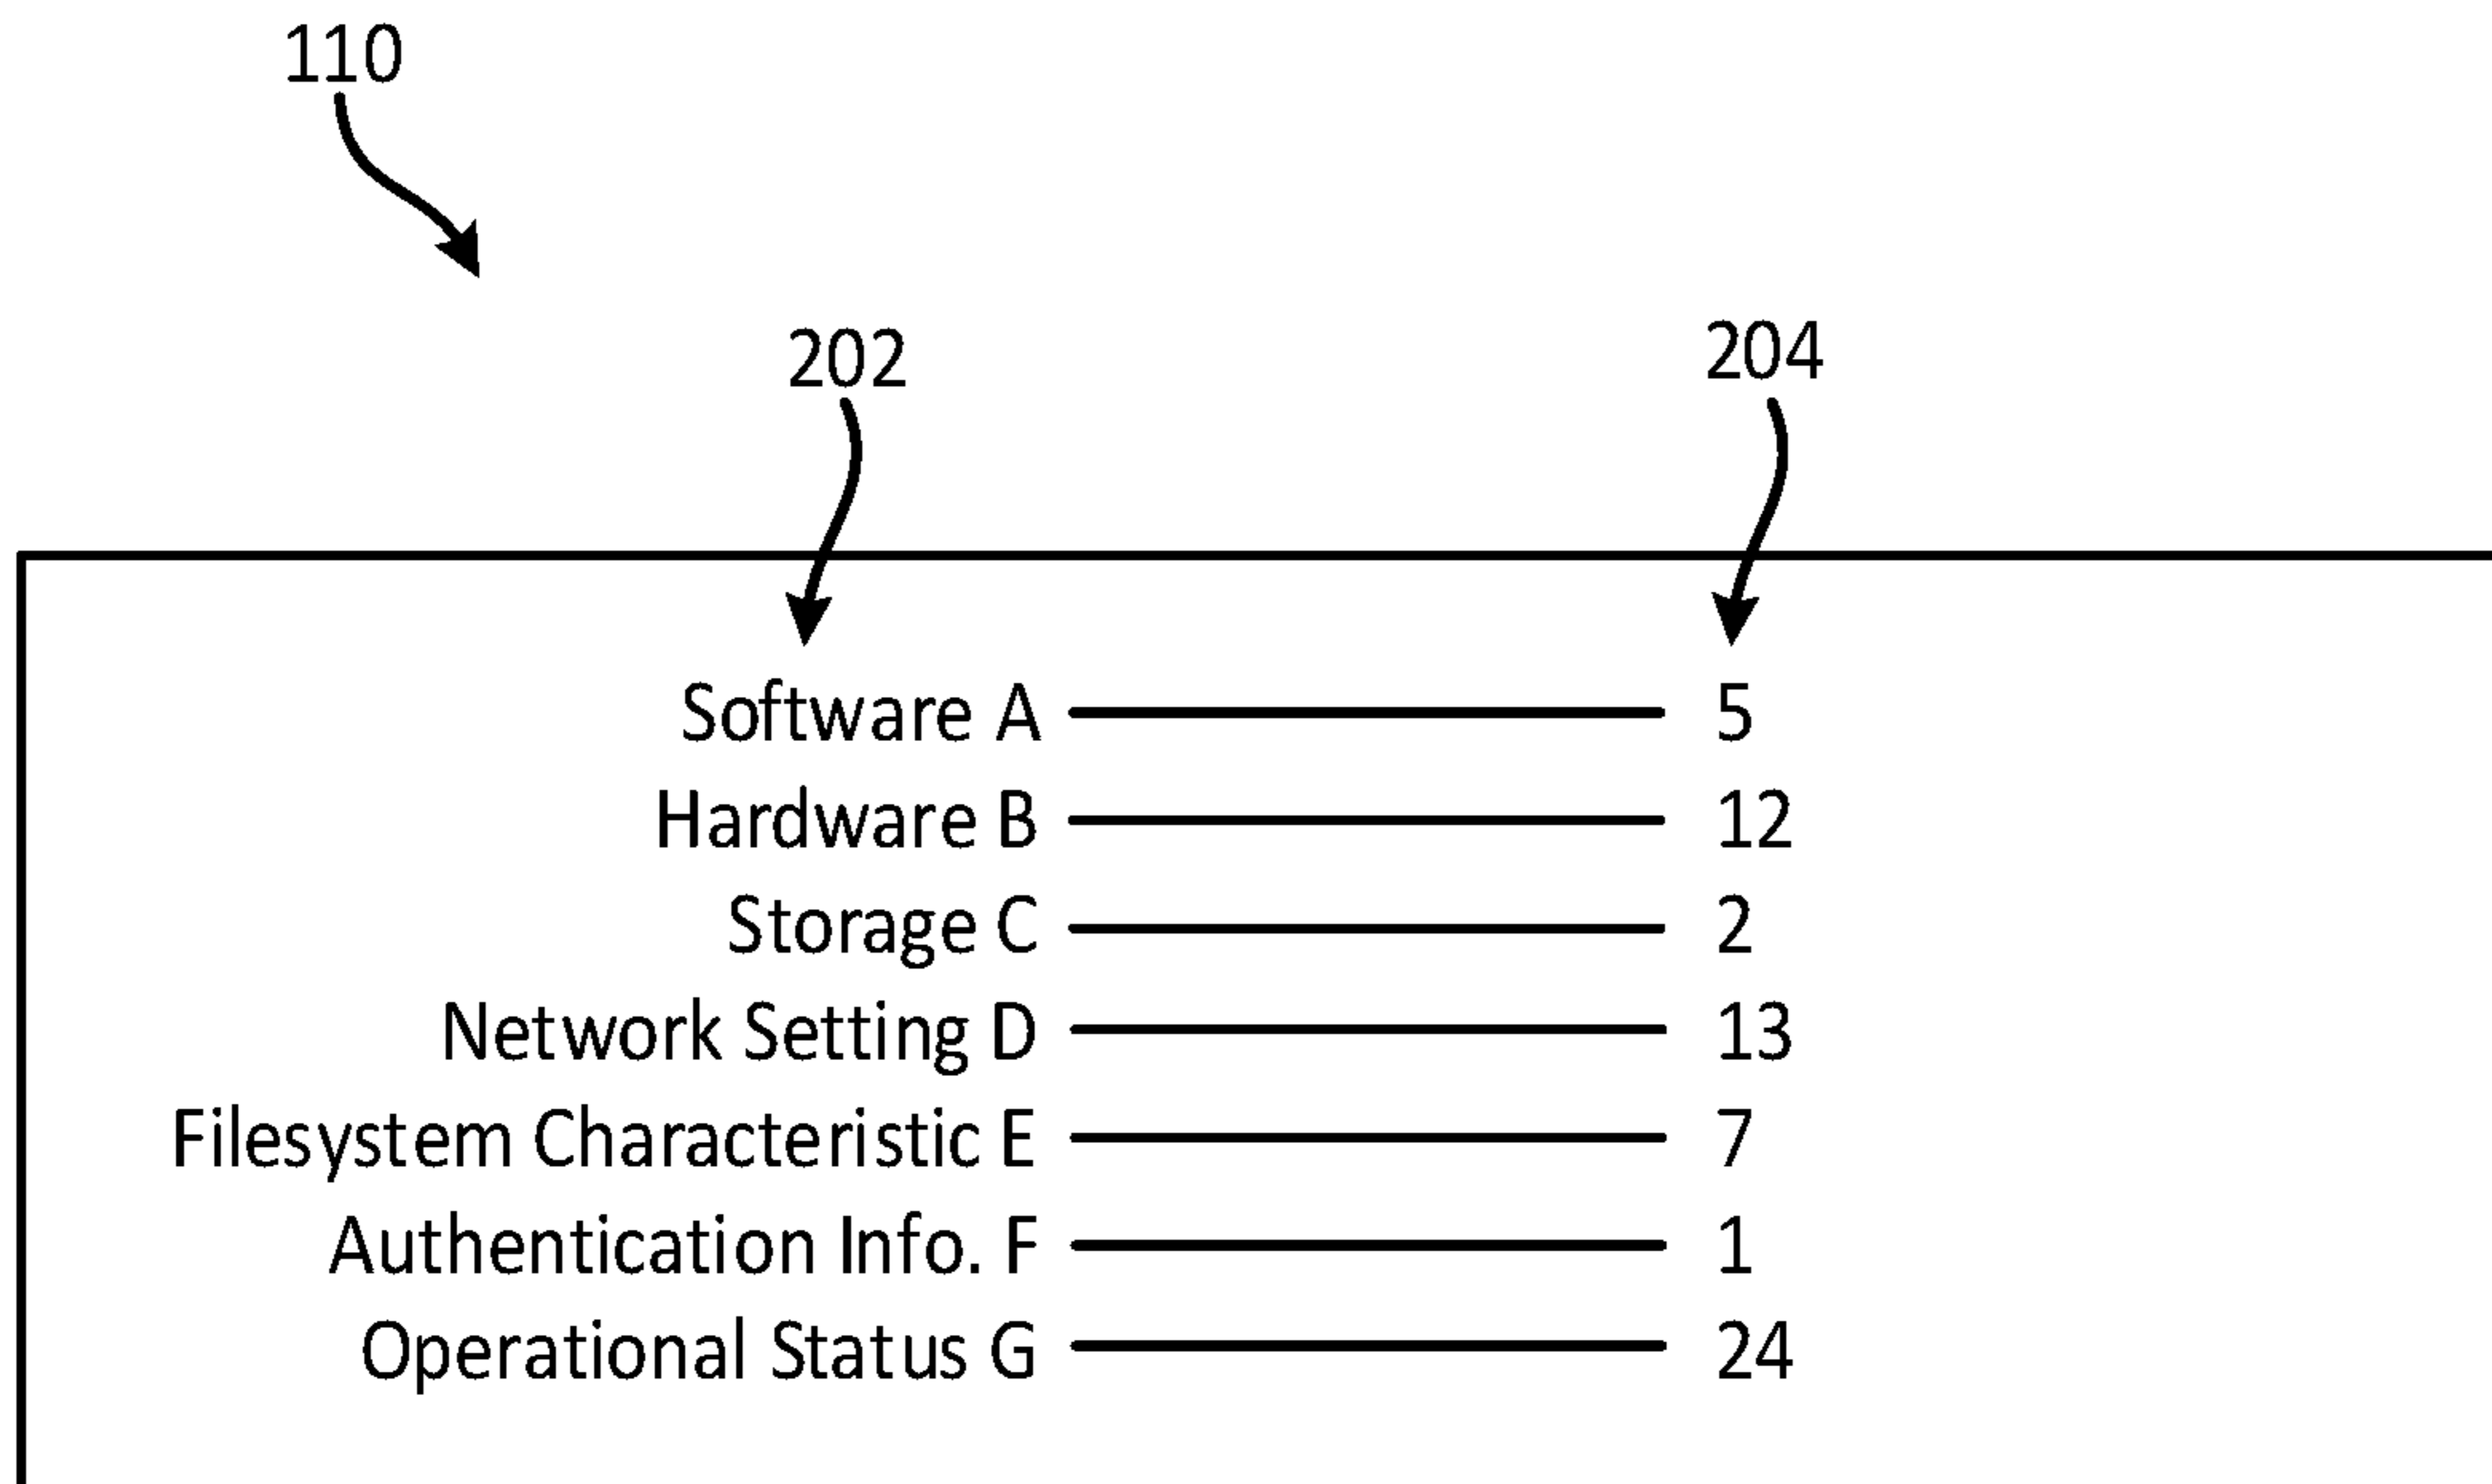 110
202 204
Software A 5
Hardware B 12
Storage C 2
Network Setting D 13
Filesystem Characteristic E 7
Authentication Info. F 1
Operational Status G 24